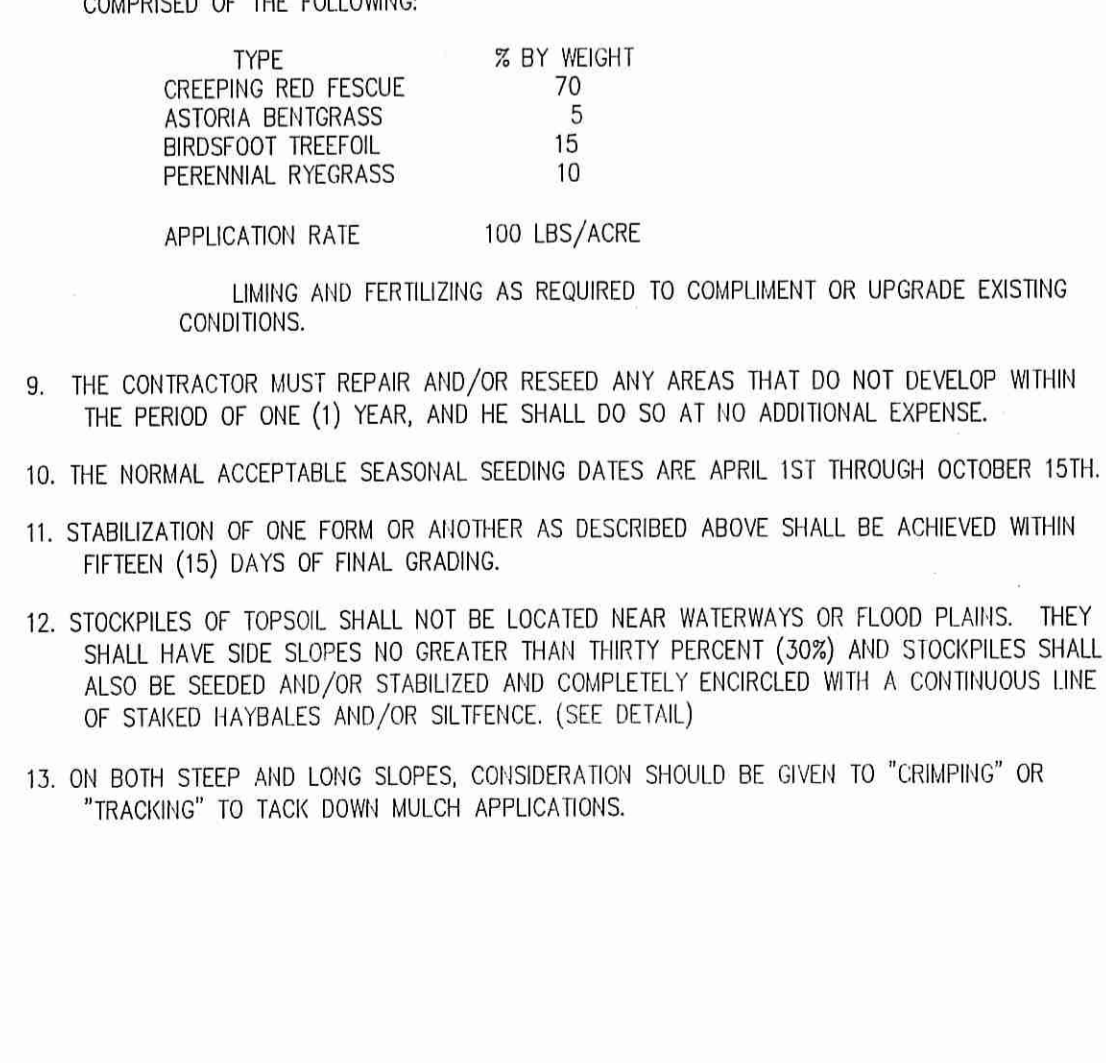 COMPRISED OF THE FOLLOWING:
TYPE % BY WEIGHT
CREEPING RED FESCUE 70
ASTORIA BENTGRASS 5
BIRDSFOOT TREEFOIL 15
PERENNIAL RYEGRASS 10
APPLICATION RATE 100 LBS/ACRE
LIMING AND FERTILIZING AS REQUIRED TO COMPLIMENT OR UPGRADE EXISTING
CONDITIONS.
9. THE CONTRACTOR MUST REPAIR AND/OR RESEED ANY AREAS THAT DO NOT DEVELOP WITHIN
THE PERIOD OF ONE (1) YEAR, AND HE SHALL DO SO AT NO ADDITIONAL EXPENSE.
10. THE NORMAL ACCEPTABLE SEASONAL SEEDING DATES ARE APRIL 1ST THROUGH OCTOBER 15TH.
11. STABILIZATION OF ONE FORM OR ANOTHER AS DESCRIBED ABOVE SHALL BE ACHIEVED WITHIN
FIFTEEN (15) DAYS OF FINAL GRADING.
12. STOCKPILES OF TOPSOIL SHALL NOT BE LOCATED NEAR WATERWAYS OR FLOOD PLAINS. THEY
SHALL HAVE SIDE SLOPES NO GREATER THAN THIRTY PERCENT (30%) AND STOCKPILES SHALL
ALSO BE SEEDED AND/OR STABILIZED AND COMPLETELY ENCIRCLED WITH A CONTINUOUS LINE
OF STAKED HAYBALES AND/OR SILTFENCE. (SEE DETAIL)
13. ON BOTH STEEP AND LONG SLOPES, CONSIDERATION SHOULD BE GIVEN TO "CRIMPING" OR
"TRACKING" TO TACK DOWN MULCH APPLICATIONS.